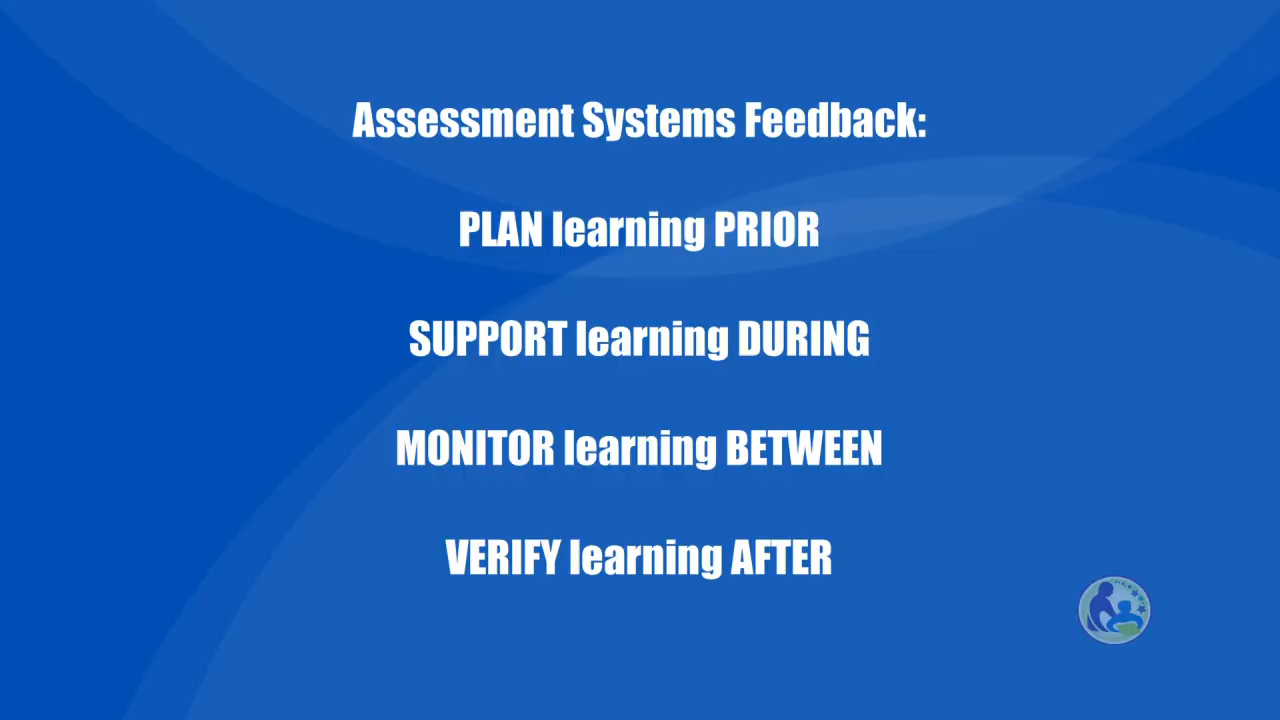 Assessment Systems Feedback:
PLAN learning PRIOR
SUPPORT learning DURING
MONITOR learning BETWEEN
VERIFY learning AFTER